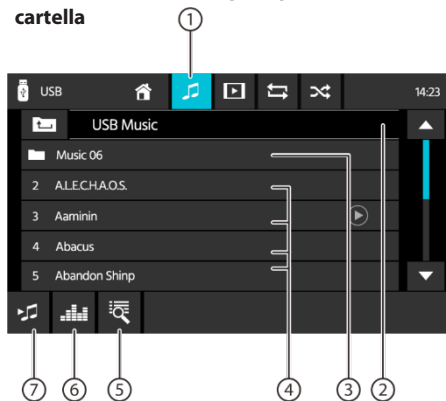 cartella
1
USB 14:23
USB Music
Music 06
2 A.L.E.C.H.A.O.S.
3 Aaminin
4 Abacus
5 Abandon Shinp
7 6 5 4 3 2